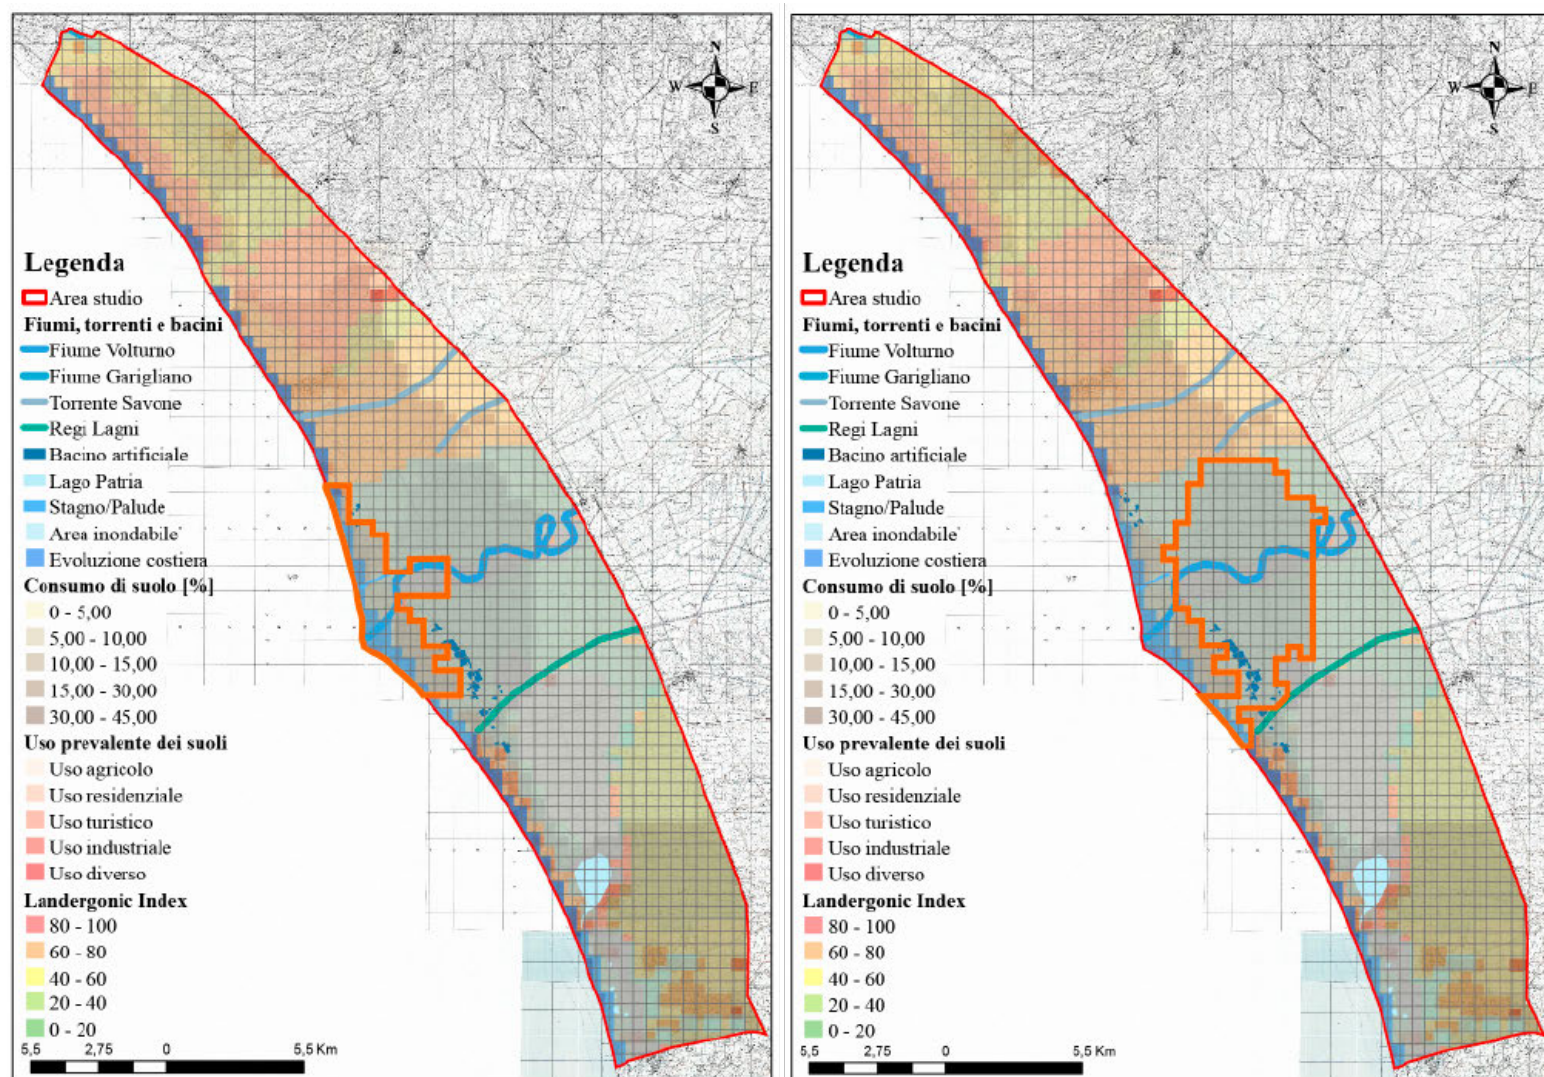 N
W E
S
Legenda
Area studio
Fiumi, torrenti e bacini
Fiume Volturno
Fiume Garigliano
Torrente Savone
Regi Lagni
Bacino artificiale
Lago Patria
Stagno/Palude
Area inondabile
Evoluzione costiera
Consumo di suolo [%]
0 - 5,00
5,00 - 10,00
10,00 - 15,00
15,00 - 30,00
30,00 - 45,00
Uso prevalente dei suoli
Uso agricolo
Uso residenziale
Uso turistico
Uso industriale
Uso diverso
Landergonic Index
80 - 100
60 - 80
40 - 60
20 - 40
0 - 20
5,5 2,75 0 5,5 Km
N
W E
S
Legenda
Area studio
Fiumi, torrenti e bacini
Fiume Volturno
Fiume Garigliano
Torrente Savone
Regi Lagni
Bacino artificiale
Lago Patria
Stagno/Palude
Area inondabile
Evoluzione costiera
Consumo di suolo [%]
0 - 5,00
5,00 - 10,00
10,00 - 15,00
15,00 - 30,00
30,00 - 45,00
Uso prevalente dei suoli
Uso agricolo
Uso residenziale
Uso turistico
Uso industriale
Uso diverso
Landergonic Index
80 - 100
60 - 80
40 - 60
20 - 40
0 - 20
5,5 2,75 0 5,5 Km